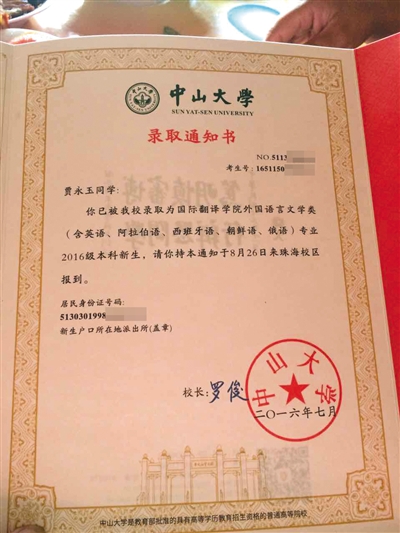 中山大学
SUN YAT-SEN UNIVERSITY
录取通知书
NO.5113
考生号：1651150
贾永玉同学：
你已被我校录取为国际翻译学院外国语言文学类
（含英语、阿拉伯语、西班牙语、朝鲜语、俄语）专业
2016级本科新生，请你持本通知于8月26日来珠海校区
报到。
居民身份证号码：
5130301998
新生户口所在地派出所(盖章)
中山大学
校长：罗俊
二〇一六年七月
中山大学是教育部批准的具有高等学历教育招生资格的普通高等院校